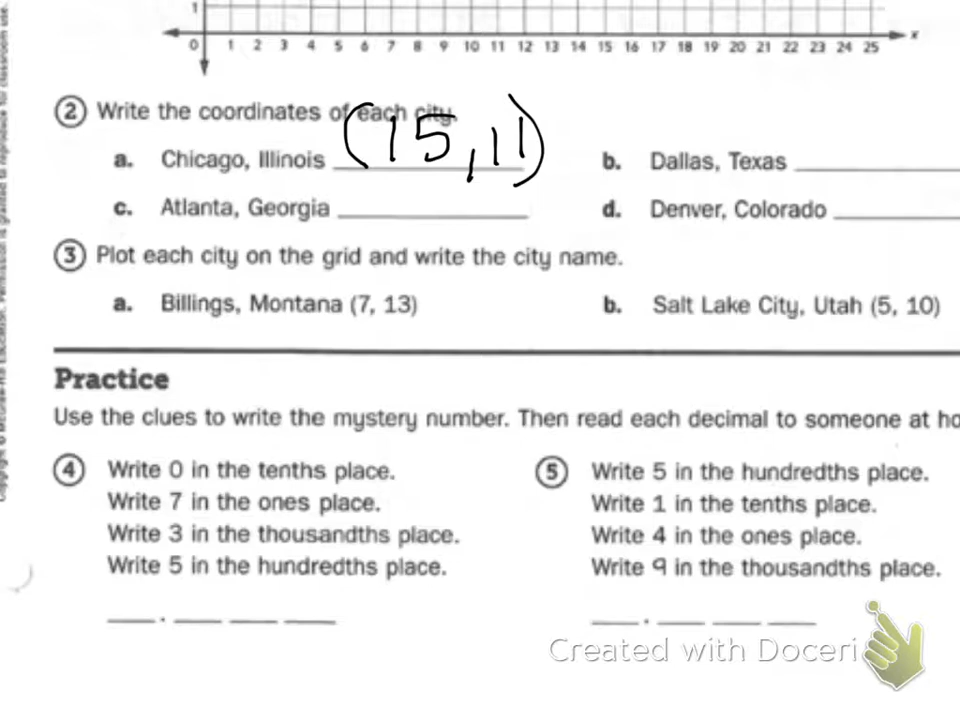 1
0 1 2 3 4 5 6 7 8 9 10 11 12 13 14 15 16 17 18 19 20 21 22 23 24 25 x
② Write the coordinates of each city.
a. Chicago, Illinois (15,11) b. Dallas, Texas
c. Atlanta, Georgia d. Denver, Colorado
③ Plot each city on the grid and write the city name.
a. Billings, Montana (7, 13) b. Salt Lake City, Utah (5, 10)
Practice
Use the clues to write the mystery number. Then read each decimal to someone at ho
④ Write 0 in the tenths place. ⑤ Write 5 in the hundredths place.
Write 7 in the ones place. Write 1 in the tenths place.
Write 3 in the thousandths place. Write 4 in the ones place.
Write 5 in the hundredths place. Write 9 in the thousandths place.
Created with Doceri